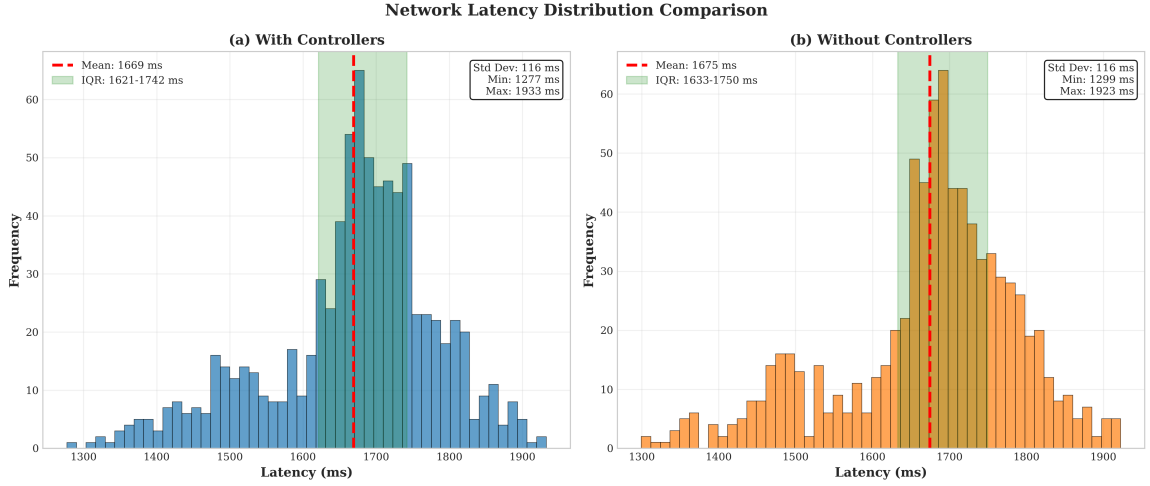 Network Latency Distribution Comparison
(a) With Controllers
Mean: 1669 ms
IQR: 1621-1742 ms
Std Dev: 116 ms
Min: 1277 ms
Max: 1933 ms
Frequency
60
50
40
30
20
10
0
1300 1400 1500 1600 1700 1800 1900
Latency (ms)
(b) Without Controllers
Mean: 1675 ms
IQR: 1633-1750 ms
Std Dev: 116 ms
Min: 1299 ms
Max: 1923 ms
Frequency
60
50
40
30
20
10
0
1300 1400 1500 1600 1700 1800 1900
Latency (ms)